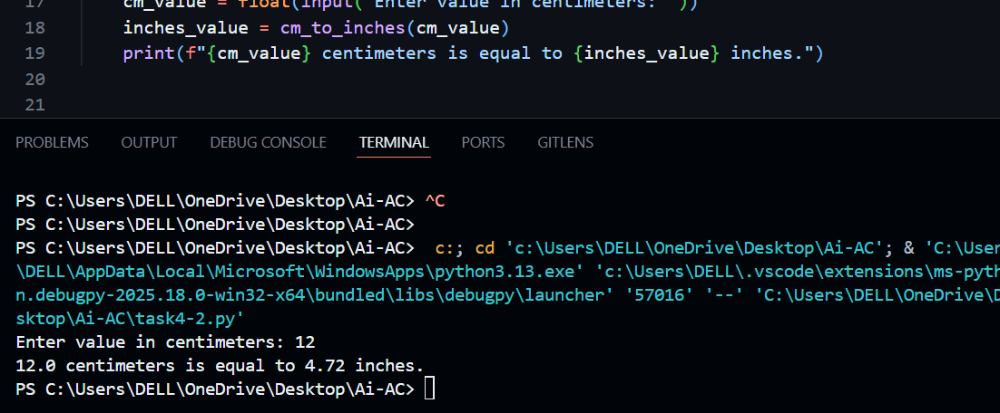 17 cm_value = float(input("Enter value in centimeters: "))
18 inches_value = cm_to_inches(cm_value)
19 print(f"{cm_value} centimeters is equal to {inches_value} inches.")
20
21
PROBLEMS OUTPUT DEBUG CONSOLE TERMINAL PORTS GITLENS
PS C:\Users\DELL\OneDrive\Desktop\Ai-AC> ^C
PS C:\Users\DELL\OneDrive\Desktop\Ai-AC>
PS C:\Users\DELL\OneDrive\Desktop\Ai-AC>  c:; cd 'c:\Users\DELL\OneDrive\Desktop\Ai-AC'; & 'C:\User
\DELL\AppData\Local\Microsoft\WindowsApps\python3.13.exe' 'c:\Users\DELL\.vscode\extensions\ms-pyth
n.debugpy-2025.18.0-win32-x64\bundled\libs\debugpy\launcher' '57016' '--' 'C:\Users\DELL\OneDrive\D
sktop\Ai-AC\task4-2.py'
Enter value in centimeters: 12
12.0 centimeters is equal to 4.72 inches.
PS C:\Users\DELL\OneDrive\Desktop\Ai-AC>